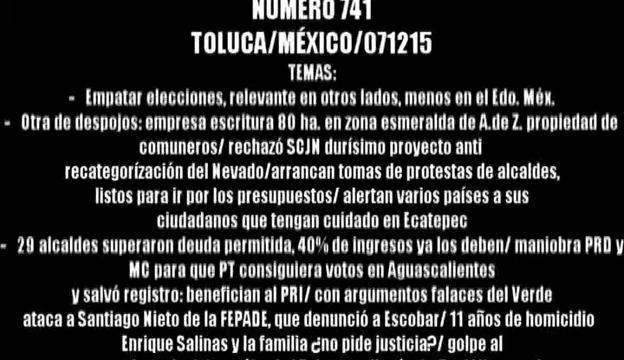 NÚMERO 741
TOLUCA/MÉXICO/071215
TEMAS:
- Empatar elecciones, relevante en otros lados, menos en el Edo. Méx.
- Otra de despojos: empresa escritura 80 ha. en zona esmeralda de A.de Z. propiedad de
comuneros/ rechazó SCJN durísimo proyecto anti
recategorización del Nevado/arrancan tomas de protestas de alcaldes,
listos para ir por los presupuestos/ alertan varios países a sus
ciudadanos que tengan cuidado en Ecatepec
- 29 alcaldes superaron deuda permitida, 40% de ingresos ya los deben/ maniobra PRD y
MC para que PT consiguiera votos en Aguascalientes
y salvó registro: benefician al PRI/ con argumentos falaces del Verde
ataca a Santiago Nieto de la FEPADE, que denunció a Escobar/ 11 años de homicidio
Enrique Salinas y la familia ¿no pide justicia?/ golpe al